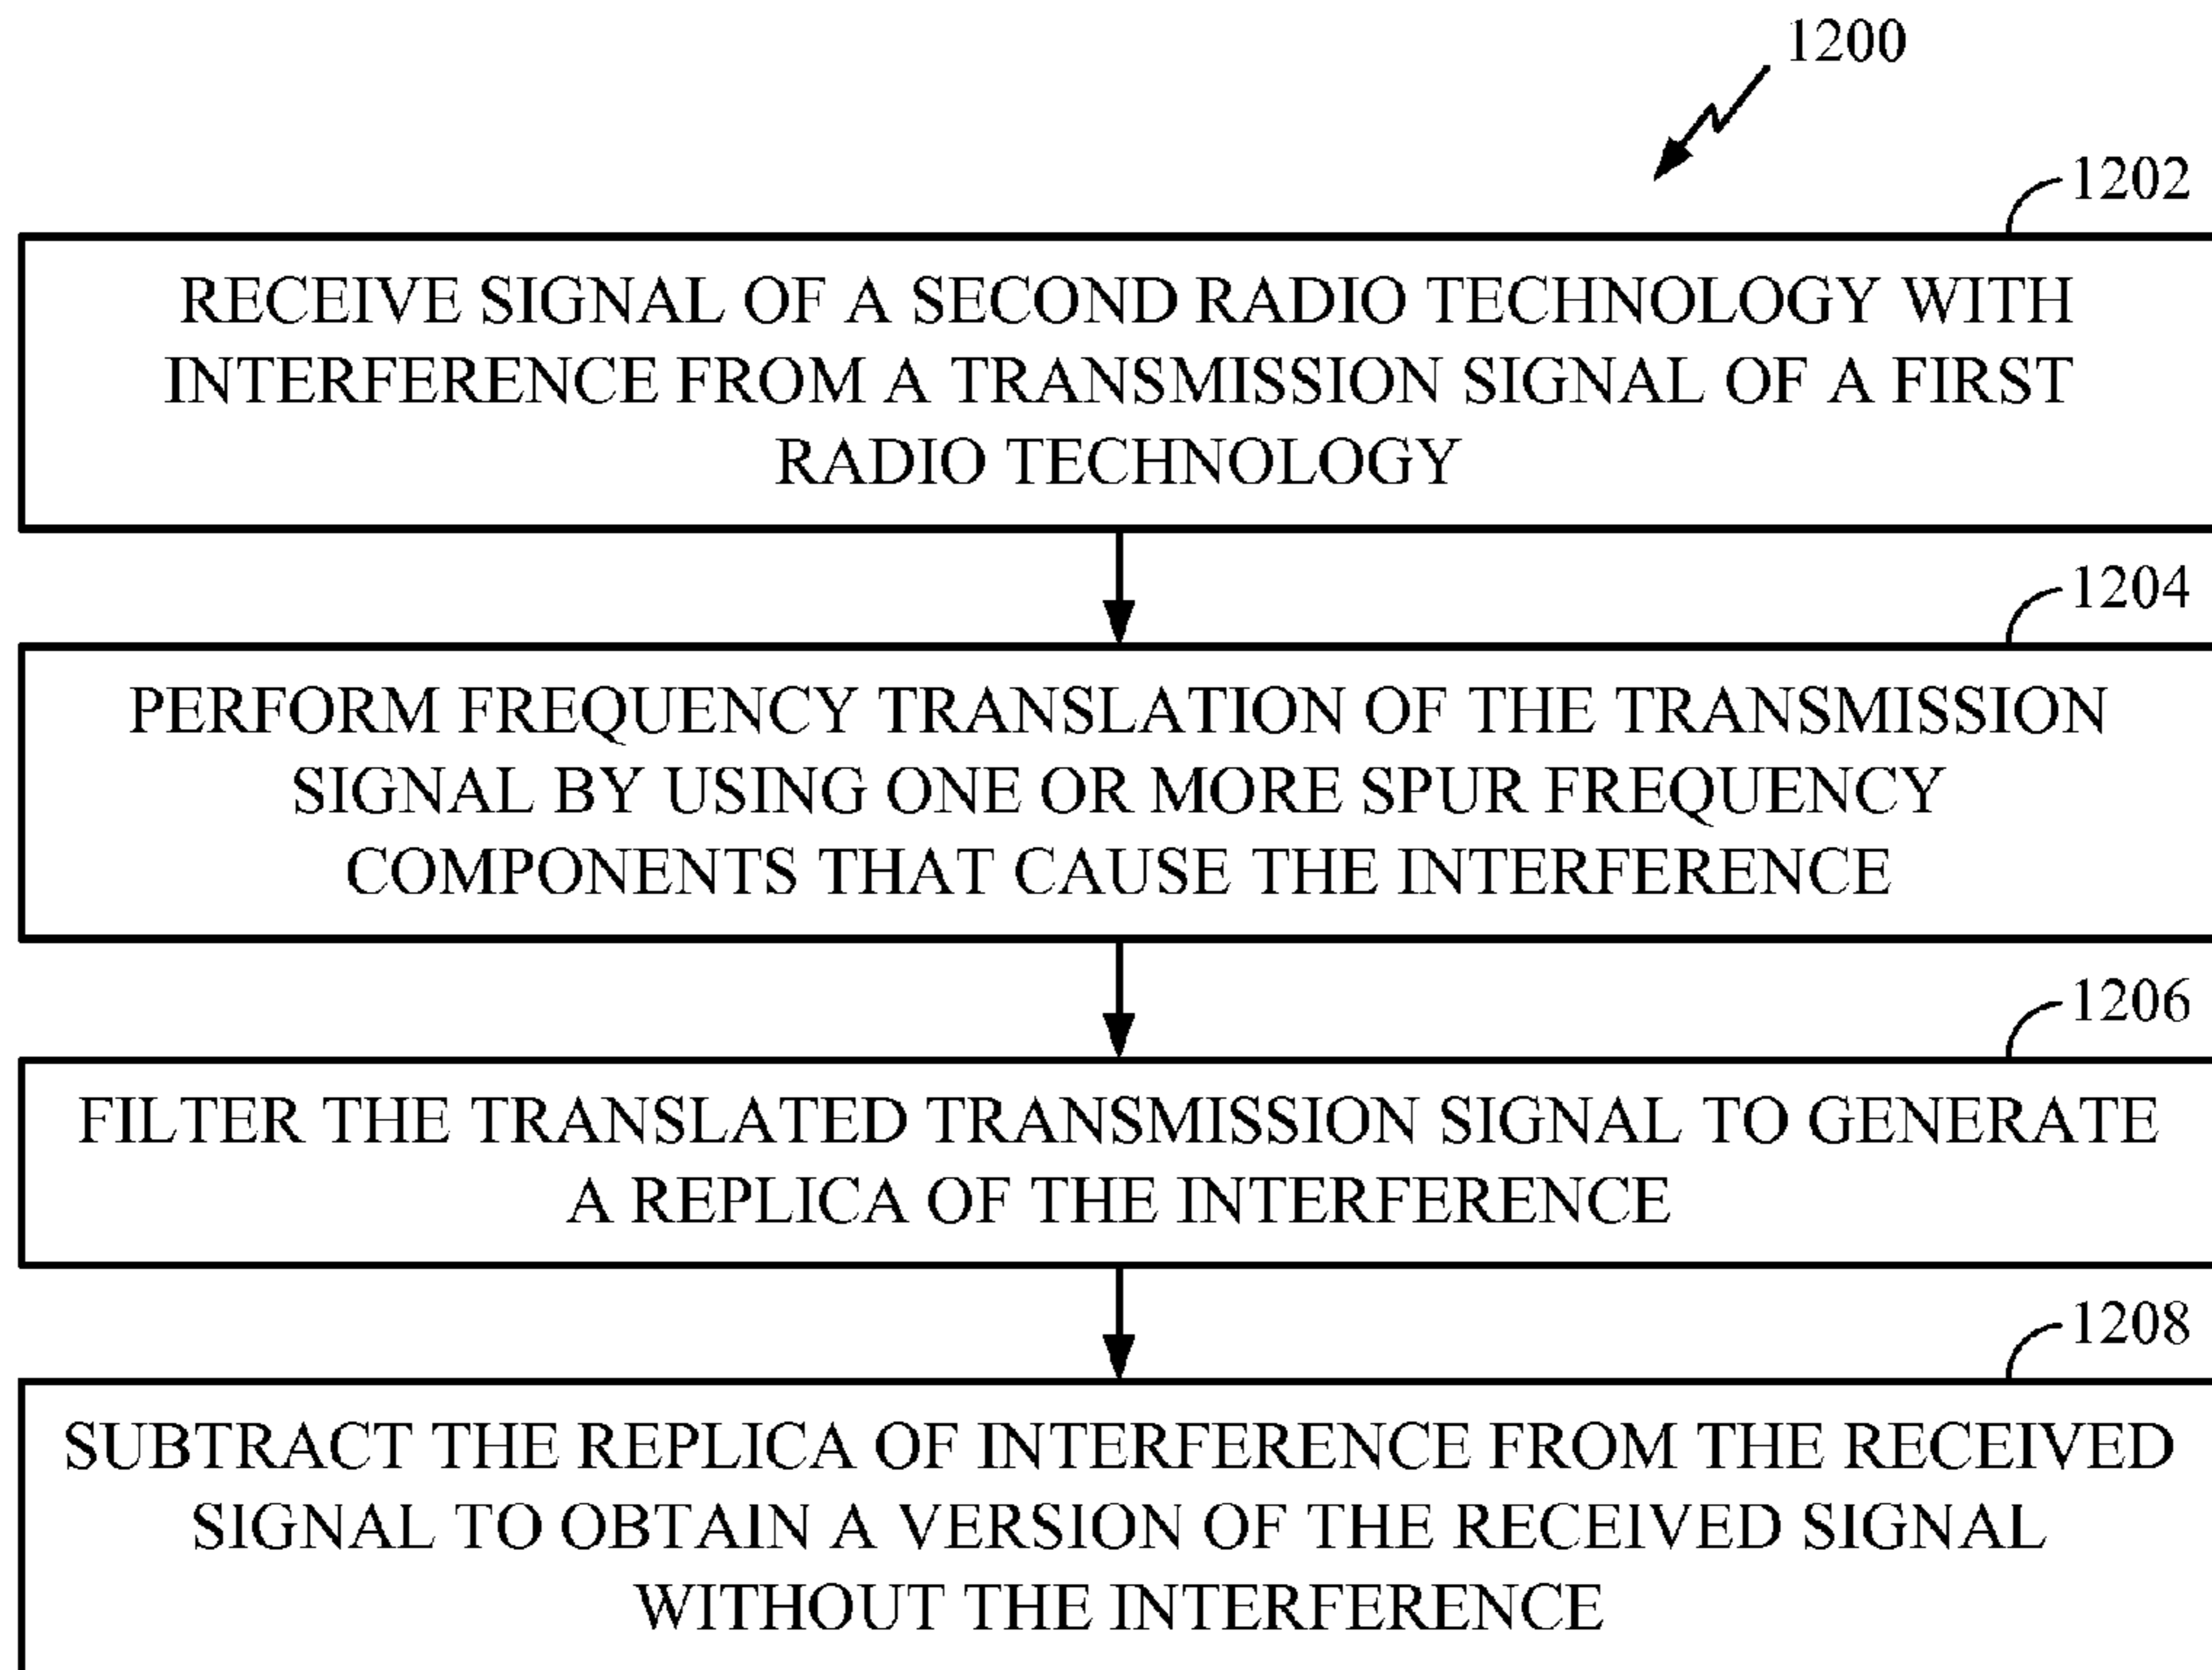 1200
1202
RECEIVE SIGNAL OF A SECOND RADIO TECHNOLOGY WITH
INTERFERENCE FROM A TRANSMISSION SIGNAL OF A FIRST
RADIO TECHNOLOGY
1204
PERFORM FREQUENCY TRANSLATION OF THE TRANSMISSION
SIGNAL BY USING ONE OR MORE SPUR FREQUENCY
COMPONENTS THAT CAUSE THE INTERFERENCE
1206
FILTER THE TRANSLATED TRANSMISSION SIGNAL TO GENERATE
A REPLICA OF THE INTERFERENCE
1208
SUBTRACT THE REPLICA OF INTERFERENCE FROM THE RECEIVED
SIGNAL TO OBTAIN A VERSION OF THE RECEIVED SIGNAL
WITHOUT THE INTERFERENCE